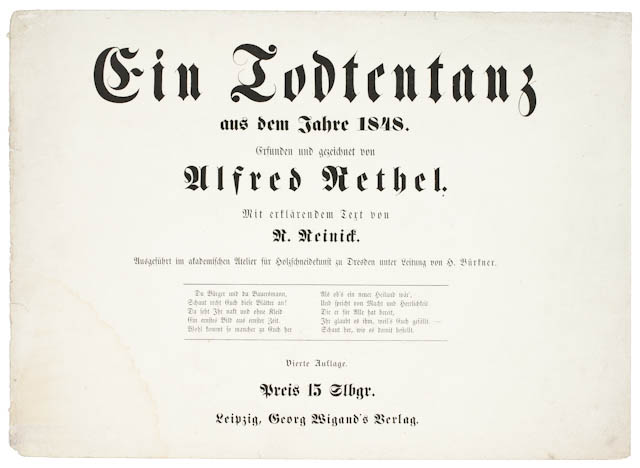 Ein Todtentanz
aus dem Jahre 1848.
Erfunden und gezeichnet von
Alfred Rethel.
Mit erklärendem Text von
R. Reinick.
Ausgeführt im akademischen Atelier für Holzschneidekunst zu Dresden unter Leitung von H. Bürkner.
Du Bürger und du Bauersmann,
Schaut recht Euch diese Blätter an!
Da seht Ihr nakt und ohne Kleid
Ein ernstes Bild aus ernster Zeit.
Wohl kommt so mancher zu Euch her
Als ob's ein neuer Heiland wär',
Und spricht von Macht und Herrlichkeit
Die er für Alle hat bereit,
Ihr glaubt es ihm, weil's Euch gefällt. —
Schaut her, wie es damit bestellt.
Vierte Auflage.
Preis 15 Slbgr.
Leipzig, Georg Wigand's Verlag.